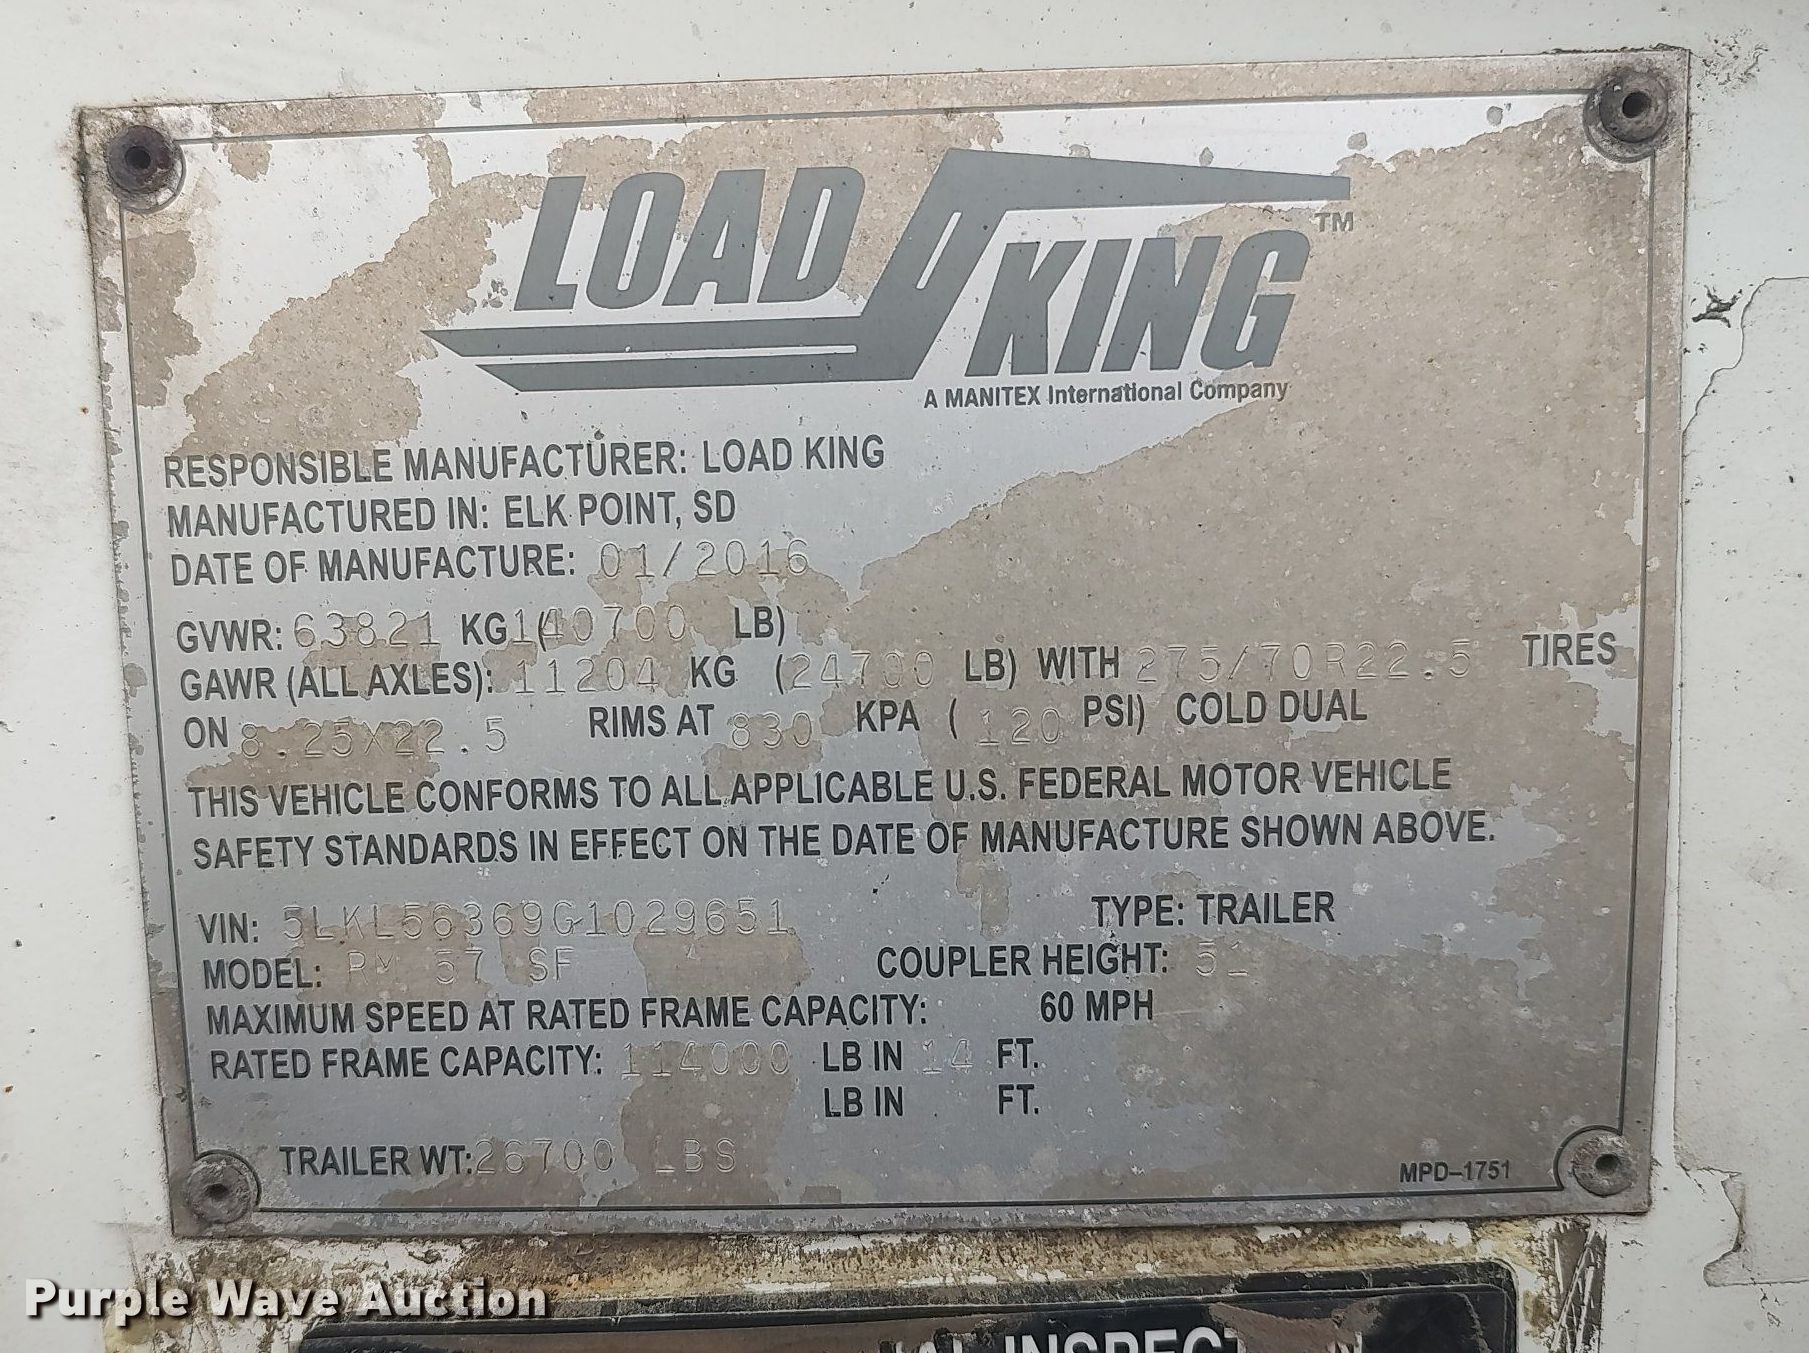 LOAD KING™
A MANITEX International Company
RESPONSIBLE MANUFACTURER: LOAD KING
MANUFACTURED IN: ELK POINT, SD
DATE OF MANUFACTURE: 01/2016
GVWR: 63821 KG (140700 LB)
GAWR (ALL AXLES): 11204 KG (24700 LB) WITH 275/70R22.5 TIRES
ON 8.25X22.5 RIMS AT 830 KPA (120 PSI) COLD DUAL
THIS VEHICLE CONFORMS TO ALL APPLICABLE U.S. FEDERAL MOTOR VEHICLE
SAFETY STANDARDS IN EFFECT ON THE DATE OF MANUFACTURE SHOWN ABOVE.
VIN: 5LKL56369G1029651 TYPE: TRAILER
MODEL: PM 57 SF COUPLER HEIGHT: 51
MAXIMUM SPEED AT RATED FRAME CAPACITY: 60 MPH
RATED FRAME CAPACITY: 114000 LB IN 14 FT.
LB IN FT.
TRAILER WT: 26700 LBS
MPD-1751
Purple Wave Auction